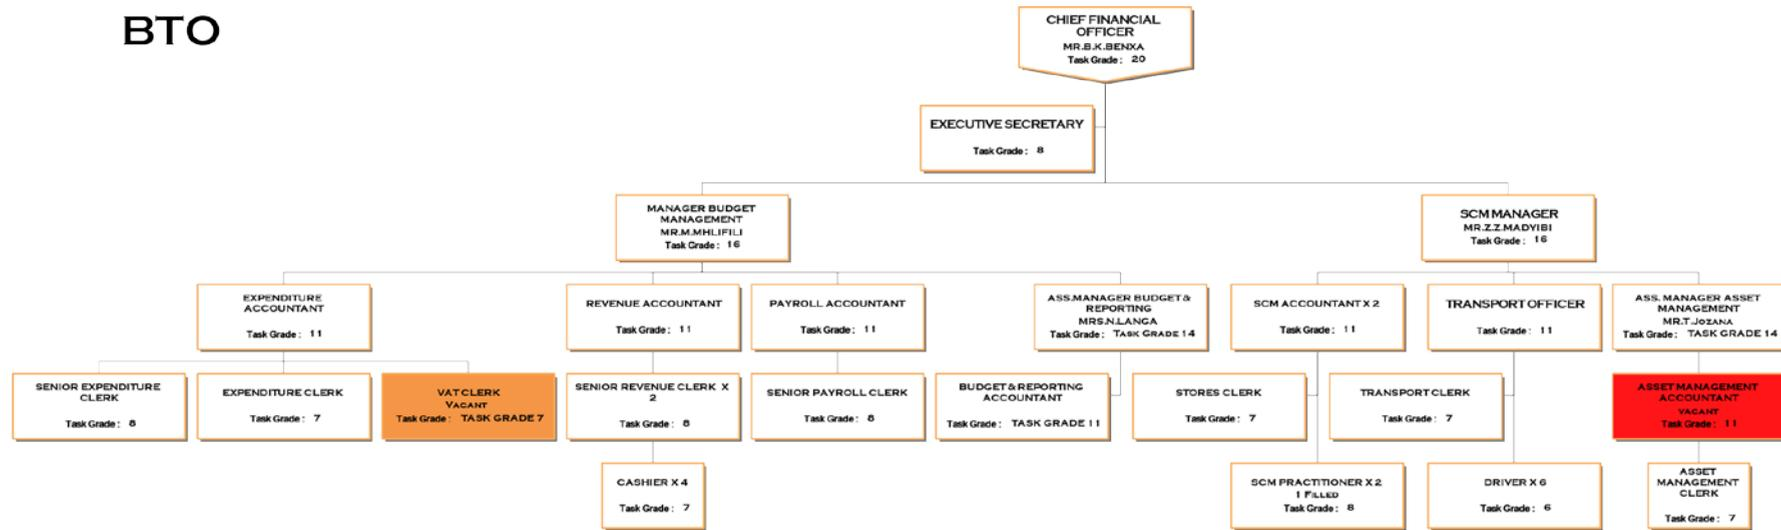 BTO
CHIEF FINANCIAL
OFFICER
MR.B.K.BENXA
Task Grade : 20
EXECUTIVE SECRETARY
Task Grade : 8
MANAGER BUDGET
MANAGEMENT
MR.M.MHLIFILI
Task Grade : 16
SCM MANAGER
MR.Z.Z.MADYIBI
Task Grade : 16
EXPENDITURE
ACCOUNTANT
Task Grade : 11
REVENUE ACCOUNTANT
Task Grade : 11
PAYROLL ACCOUNTANT
Task Grade : 11
ASS.MANAGER BUDGET &
REPORTING
MRS.N.LANGA
Task Grade : TASK GRADE 14
SCM ACCOUNTANT X 2
Task Grade : 11
TRANSPORT OFFICER
Task Grade : 11
ASS. MANAGER ASSET
MANAGEMENT
MR.T.JOZANA
Task Grade : TASK GRADE 14
SENIOR EXPENDITURE
CLERK
Task Grade : 8
EXPENDITURE CLERK
Task Grade : 7
VAT CLERK
VACANT
Task Grade : TASK GRADE 7
SENIOR REVENUE CLERK X
2
Task Grade : 8
SENIOR PAYROLL CLERK
Task Grade : 8
BUDGET & REPORTING
ACCOUNTANT
Task Grade : TASK GRADE 11
STORES CLERK
Task Grade : 7
TRANSPORT CLERK
Task Grade : 7
ASSET MANAGEMENT
ACCOUNTANT
VACANT
Task Grade : 11
CASHIER X 4
Task Grade : 7
SCM PRACTITIONER X 2
1 FILLED
Task Grade : 8
DRIVER X 6
Task Grade : 6
ASSET
MANAGEMENT
CLERK
Task Grade : 7